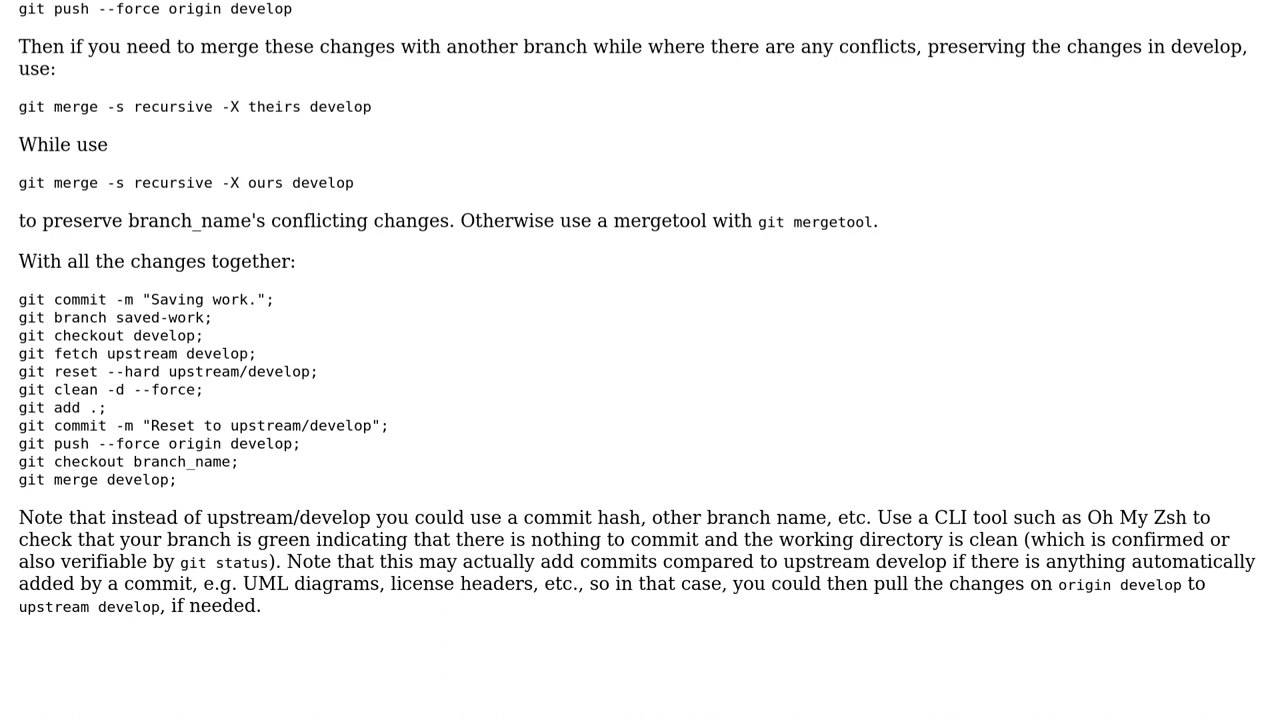 git push --force origin develop
Then if you need to merge these changes with another branch while where there are any conflicts, preserving the changes in develop,
use:
git merge -s recursive -X theirs develop
While use
git merge -s recursive -X ours develop
to preserve branch_name's conflicting changes. Otherwise use a mergetool with git mergetool.
With all the changes together:
git commit -m "Saving work.";
git branch saved-work;
git checkout develop;
git fetch upstream develop;
git reset --hard upstream/develop;
git clean -d --force;
git add .;
git commit -m "Reset to upstream/develop";
git push --force origin develop;
git checkout branch_name;
git merge develop;
Note that instead of upstream/develop you could use a commit hash, other branch name, etc. Use a CLI tool such as Oh My Zsh to
check that your branch is green indicating that there is nothing to commit and the working directory is clean (which is confirmed or
also verifiable by git status). Note that this may actually add commits compared to upstream develop if there is anything automatically
added by a commit, e.g. UML diagrams, license headers, etc., so in that case, you could then pull the changes on origin develop to
upstream develop, if needed.